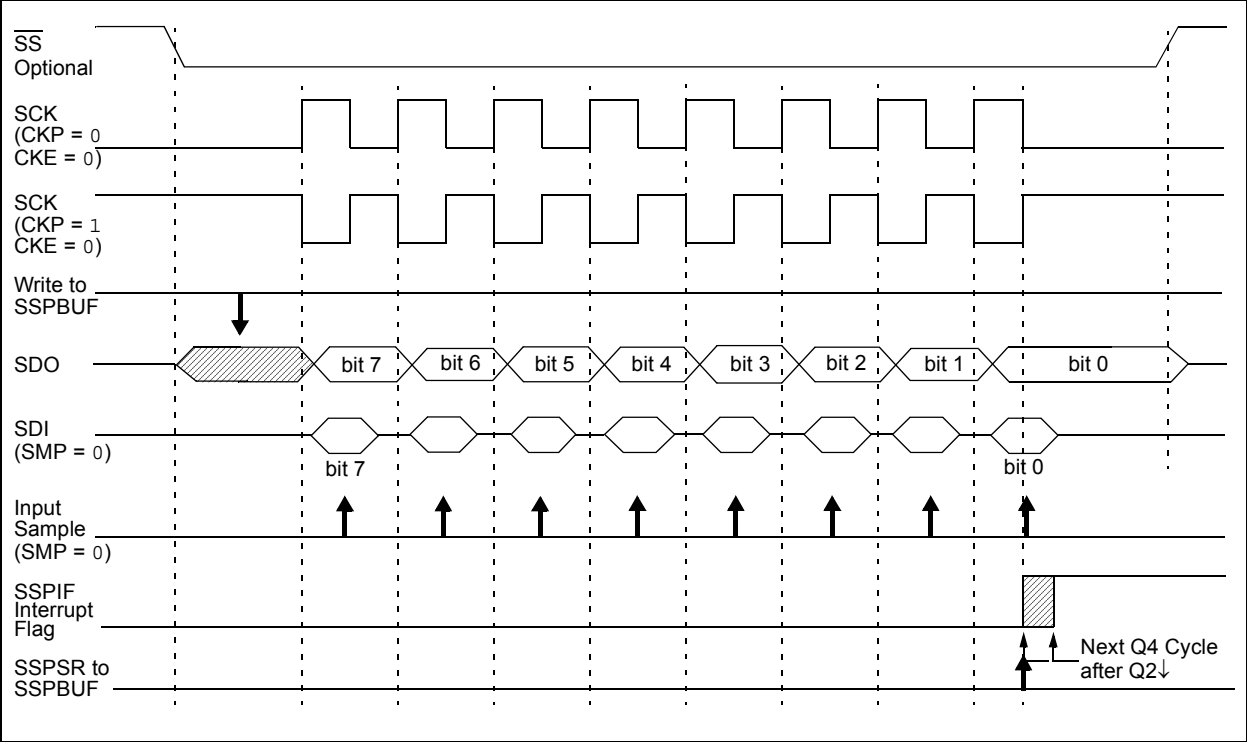 SS
Optional
SCK
(CKP = 0
CKE = 0)
SCK
(CKP = 1
CKE = 0)
Write to
SSPBUF
SDO
bit 7
bit 6
bit 5
bit 4
bit 3
bit 2
bit 1
bit 0
SDI
(SMP = 0)
bit 7
bit 0
Input
Sample
(SMP = 0)
SSPIF
Interrupt
Flag
Next Q4 Cycle
after Q2↓
SSPSR to
SSPBUF